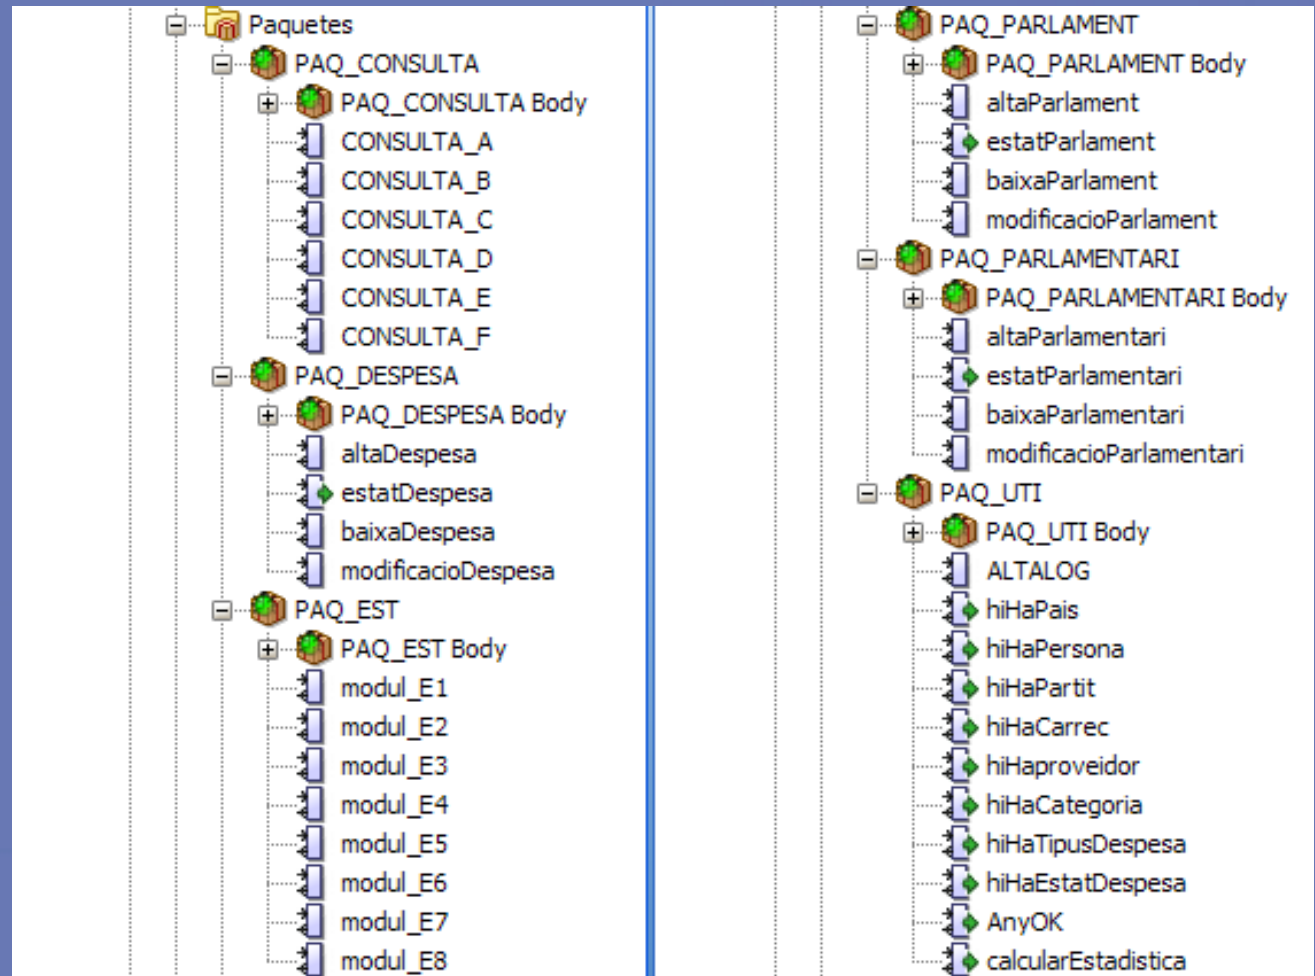 Paquetes
PAQ_CONSULTA
PAQ_CONSULTA Body
CONSULTA_A
CONSULTA_B
CONSULTA_C
CONSULTA_D
CONSULTA_E
CONSULTA_F
PAQ_DESPESA
PAQ_DESPESA Body
altaDespesa
estatDespesa
baixaDespesa
modificacioDespesa
PAQ_EST
PAQ_EST Body
modul_E1
modul_E2
modul_E3
modul_E4
modul_E5
modul_E6
modul_E7
modul_E8
PAQ_PARLAMENT
PAQ_PARLAMENT Body
altaParlament
estatParlament
baixaParlament
modificacioParlament
PAQ_PARLAMENTARI
PAQ_PARLAMENTARI Body
altaParlamentari
estatParlamentari
baixaParlamentari
modificacioParlamentari
PAQ_UTI
PAQ_UTI Body
ALTALOG
hiHaPais
hiHaPersona
hiHaPartit
hiHaCarrec
hiHaproveidor
hiHaCategoria
hiHaTipusDespesa
hiHaEstatDespesa
AnyOK
calcularEstadistica